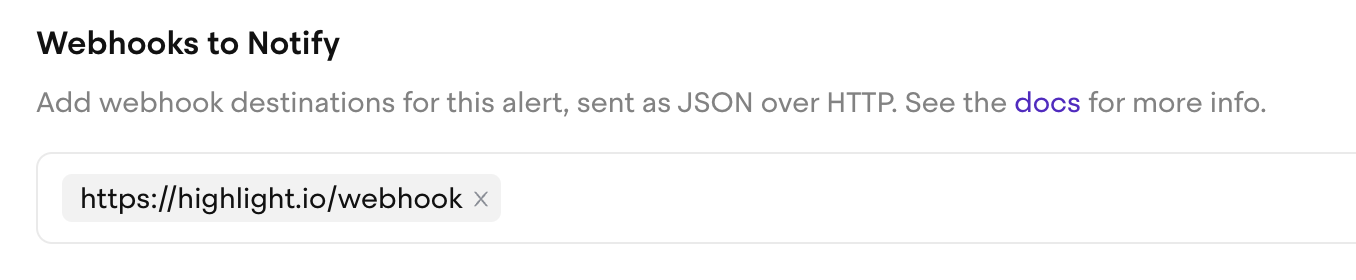 Webhooks to Notify
Add webhook destinations for this alert, sent as JSON over HTTP. See the docs for more info.
https://highlight.io/webhook ×